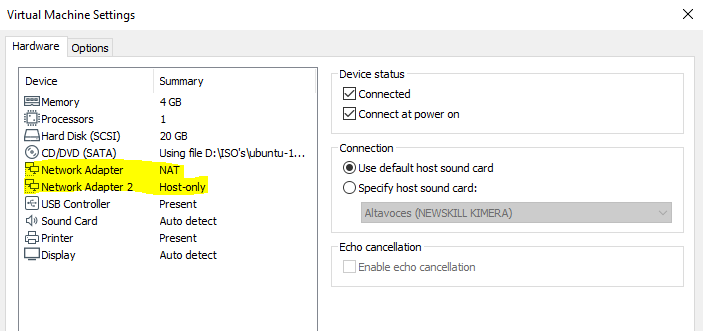 Virtual Machine Settings
Hardware
Options
Device Summary
Memory 4 GB
Processors 1
Hard Disk (SCSI) 20 GB
CD/DVD (SATA) Using file D:\ISO's\ubuntu-1...
Network Adapter NAT
Network Adapter 2 Host-only
USB Controller Present
Sound Card Auto detect
Printer Present
Display Auto detect
Device status
Connected
Connect at power on
Connection
Use default host sound card
Specify host sound card:
Altavoces (NEWSKILL KIMERA)
Echo cancellation
Enable echo cancellation